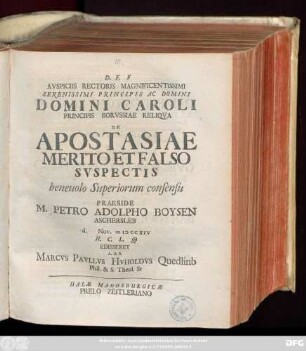 D. E. F.
AVSPICIIS RECTORIS MAGNIFICENTISSIMI
SERENISSIMI PRINCIPIS AC DOMINI
DOMINI CAROLI
PRINCIPIS BORVSSIAE RELIQVA
DE
APOSTASIAE
MERITO ET FALSO
SVSPECTIS
beneuolo Superiorum consensu
PRAESIDE
M. PETRO ADOLPHO BOYSEN
ASCHERSLEB
d. Nov. MDCCXIV
H. C. L.
EDISSERET
MARCVS PAVLLVS HVHOLDVS Quedlinb
Phil. & S. Theol. St
HALAE MAGDEBVRGICAE
PRELO ZEITLERIANO